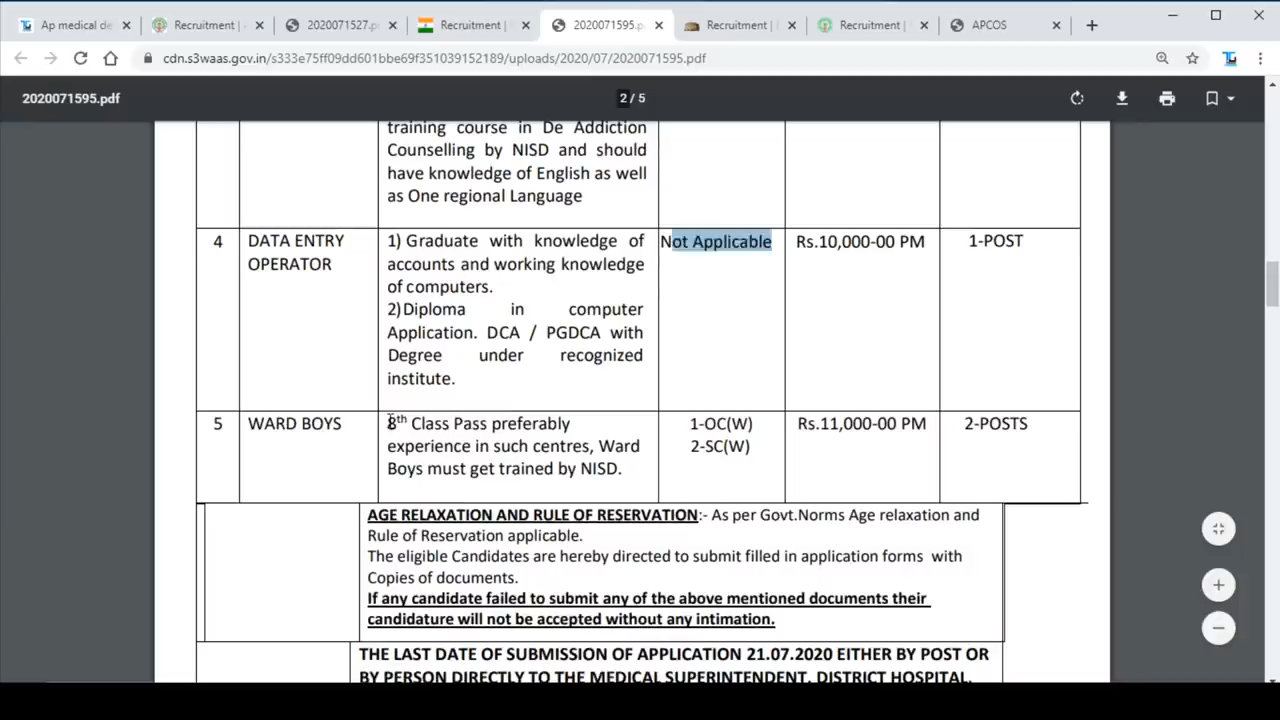 Ap medical de
Recruitment |
2020071527.p
Recruitment |
2020071595.p
Recruitment |
Recruitment |
APCOS
cdn.s3waas.gov.in/s333e75ff09dd601bbe69f351039152189/uploads/2020/07/2020071595.pdf
2020071595.pdf
2 / 5
training course in De Addiction
Counselling by NISD and should
have knowledge of English as well
as One regional Language
4 DATA ENTRY 1) Graduate with knowledge of Not Applicable Rs.10,000-00 PM 1-POST
OPERATOR accounts and working knowledge
of computers.
2)Diploma in computer
Application. DCA / PGDCA with
Degree under recognized
institute.
5 WARD BOYS 8th Class Pass preferably 1-OC(W) Rs.11,000-00 PM 2-POSTS
experience in such centres, Ward 2-SC(W)
Boys must get trained by NISD.
AGE RELAXATION AND RULE OF RESERVATION:- As per Govt.Norms Age relaxation and
Rule of Reservation applicable.
The eligible Candidates are hereby directed to submit filled in application forms with
Copies of documents.
If any candidate failed to submit any of the above mentioned documents their
candidature will not be accepted without any intimation.
THE LAST DATE OF SUBMISSION OF APPLICATION 21.07.2020 EITHER BY POST OR
BY PERSON DIRECTLY TO THE MEDICAL SUPERINTENDENT, DISTRICT HOSPITAL,